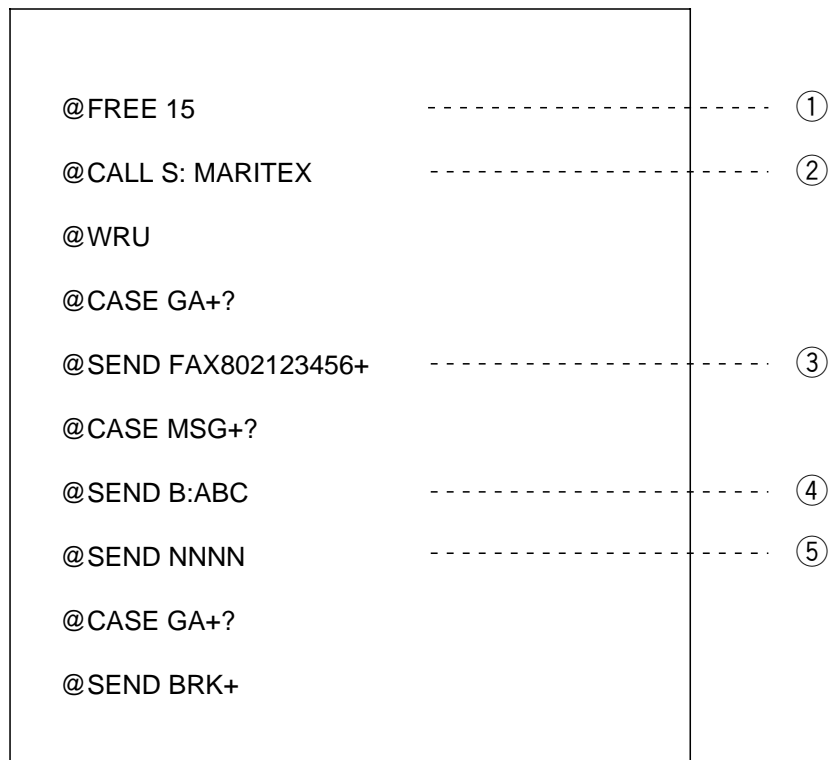 @FREE 15 ①
@CALL S: MARITEX ②
@WRU
@CASE GA+?
@SEND FAX802123456+ ③
@CASE MSG+?
@SEND B:ABC ④
@SEND NNNN ⑤
@CASE GA+?
@SEND BRK+